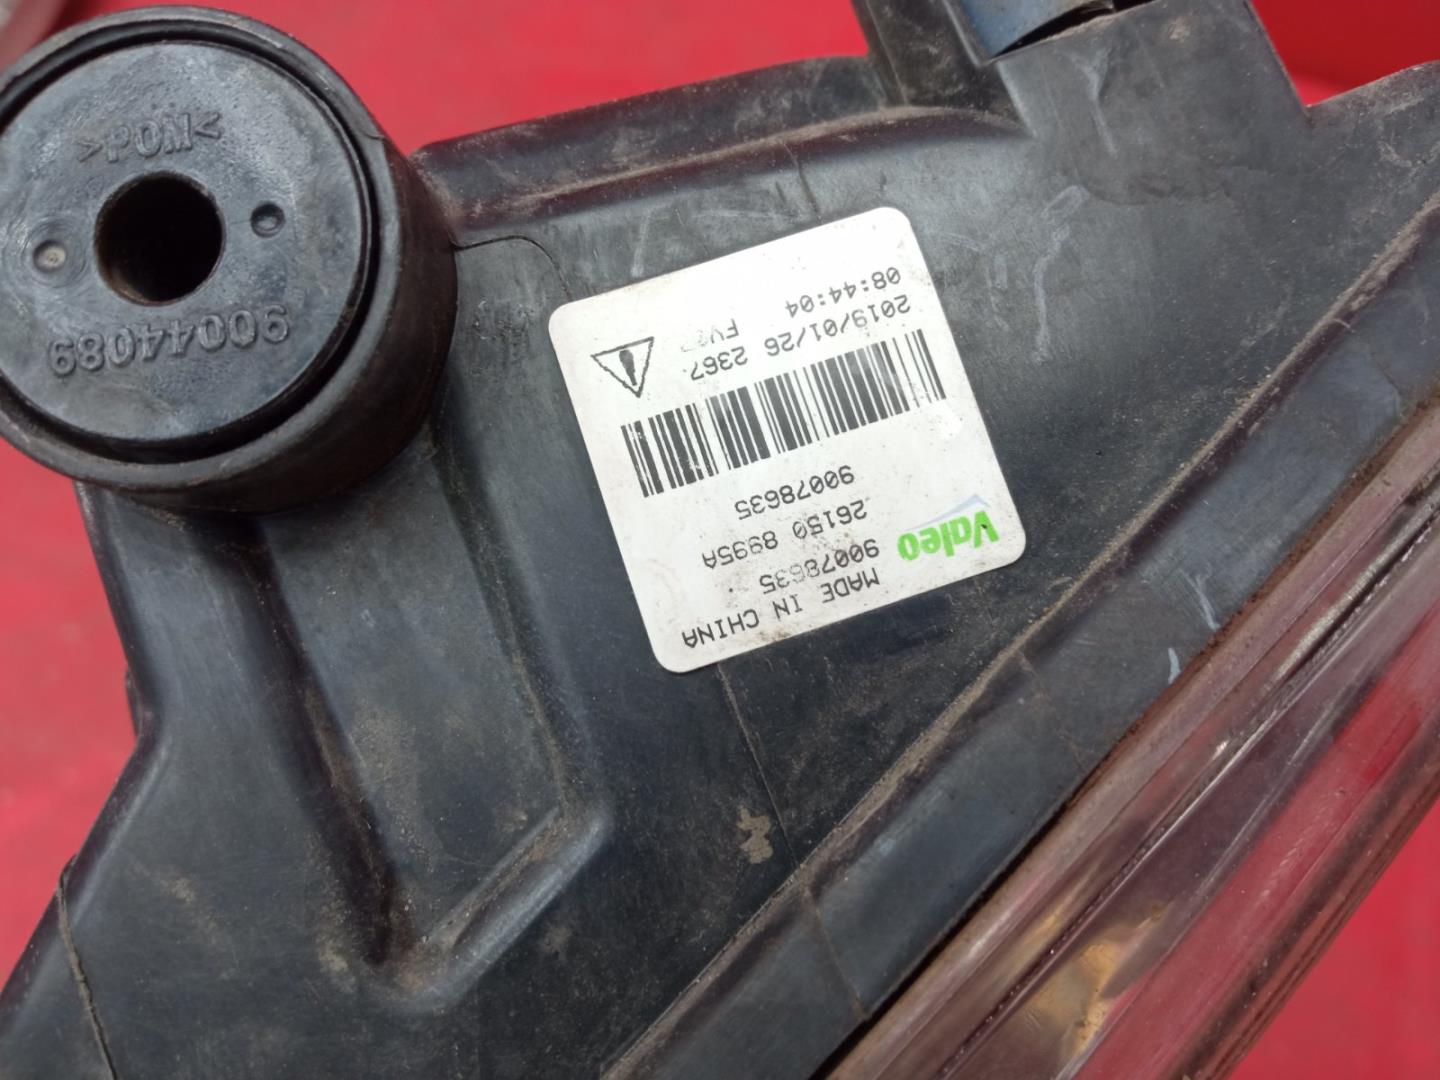 >POM<
90044089
MADE IN CHINA
Valeo
90078635
26150 8995A
90078635
2019/01/26 2367
08:44:04